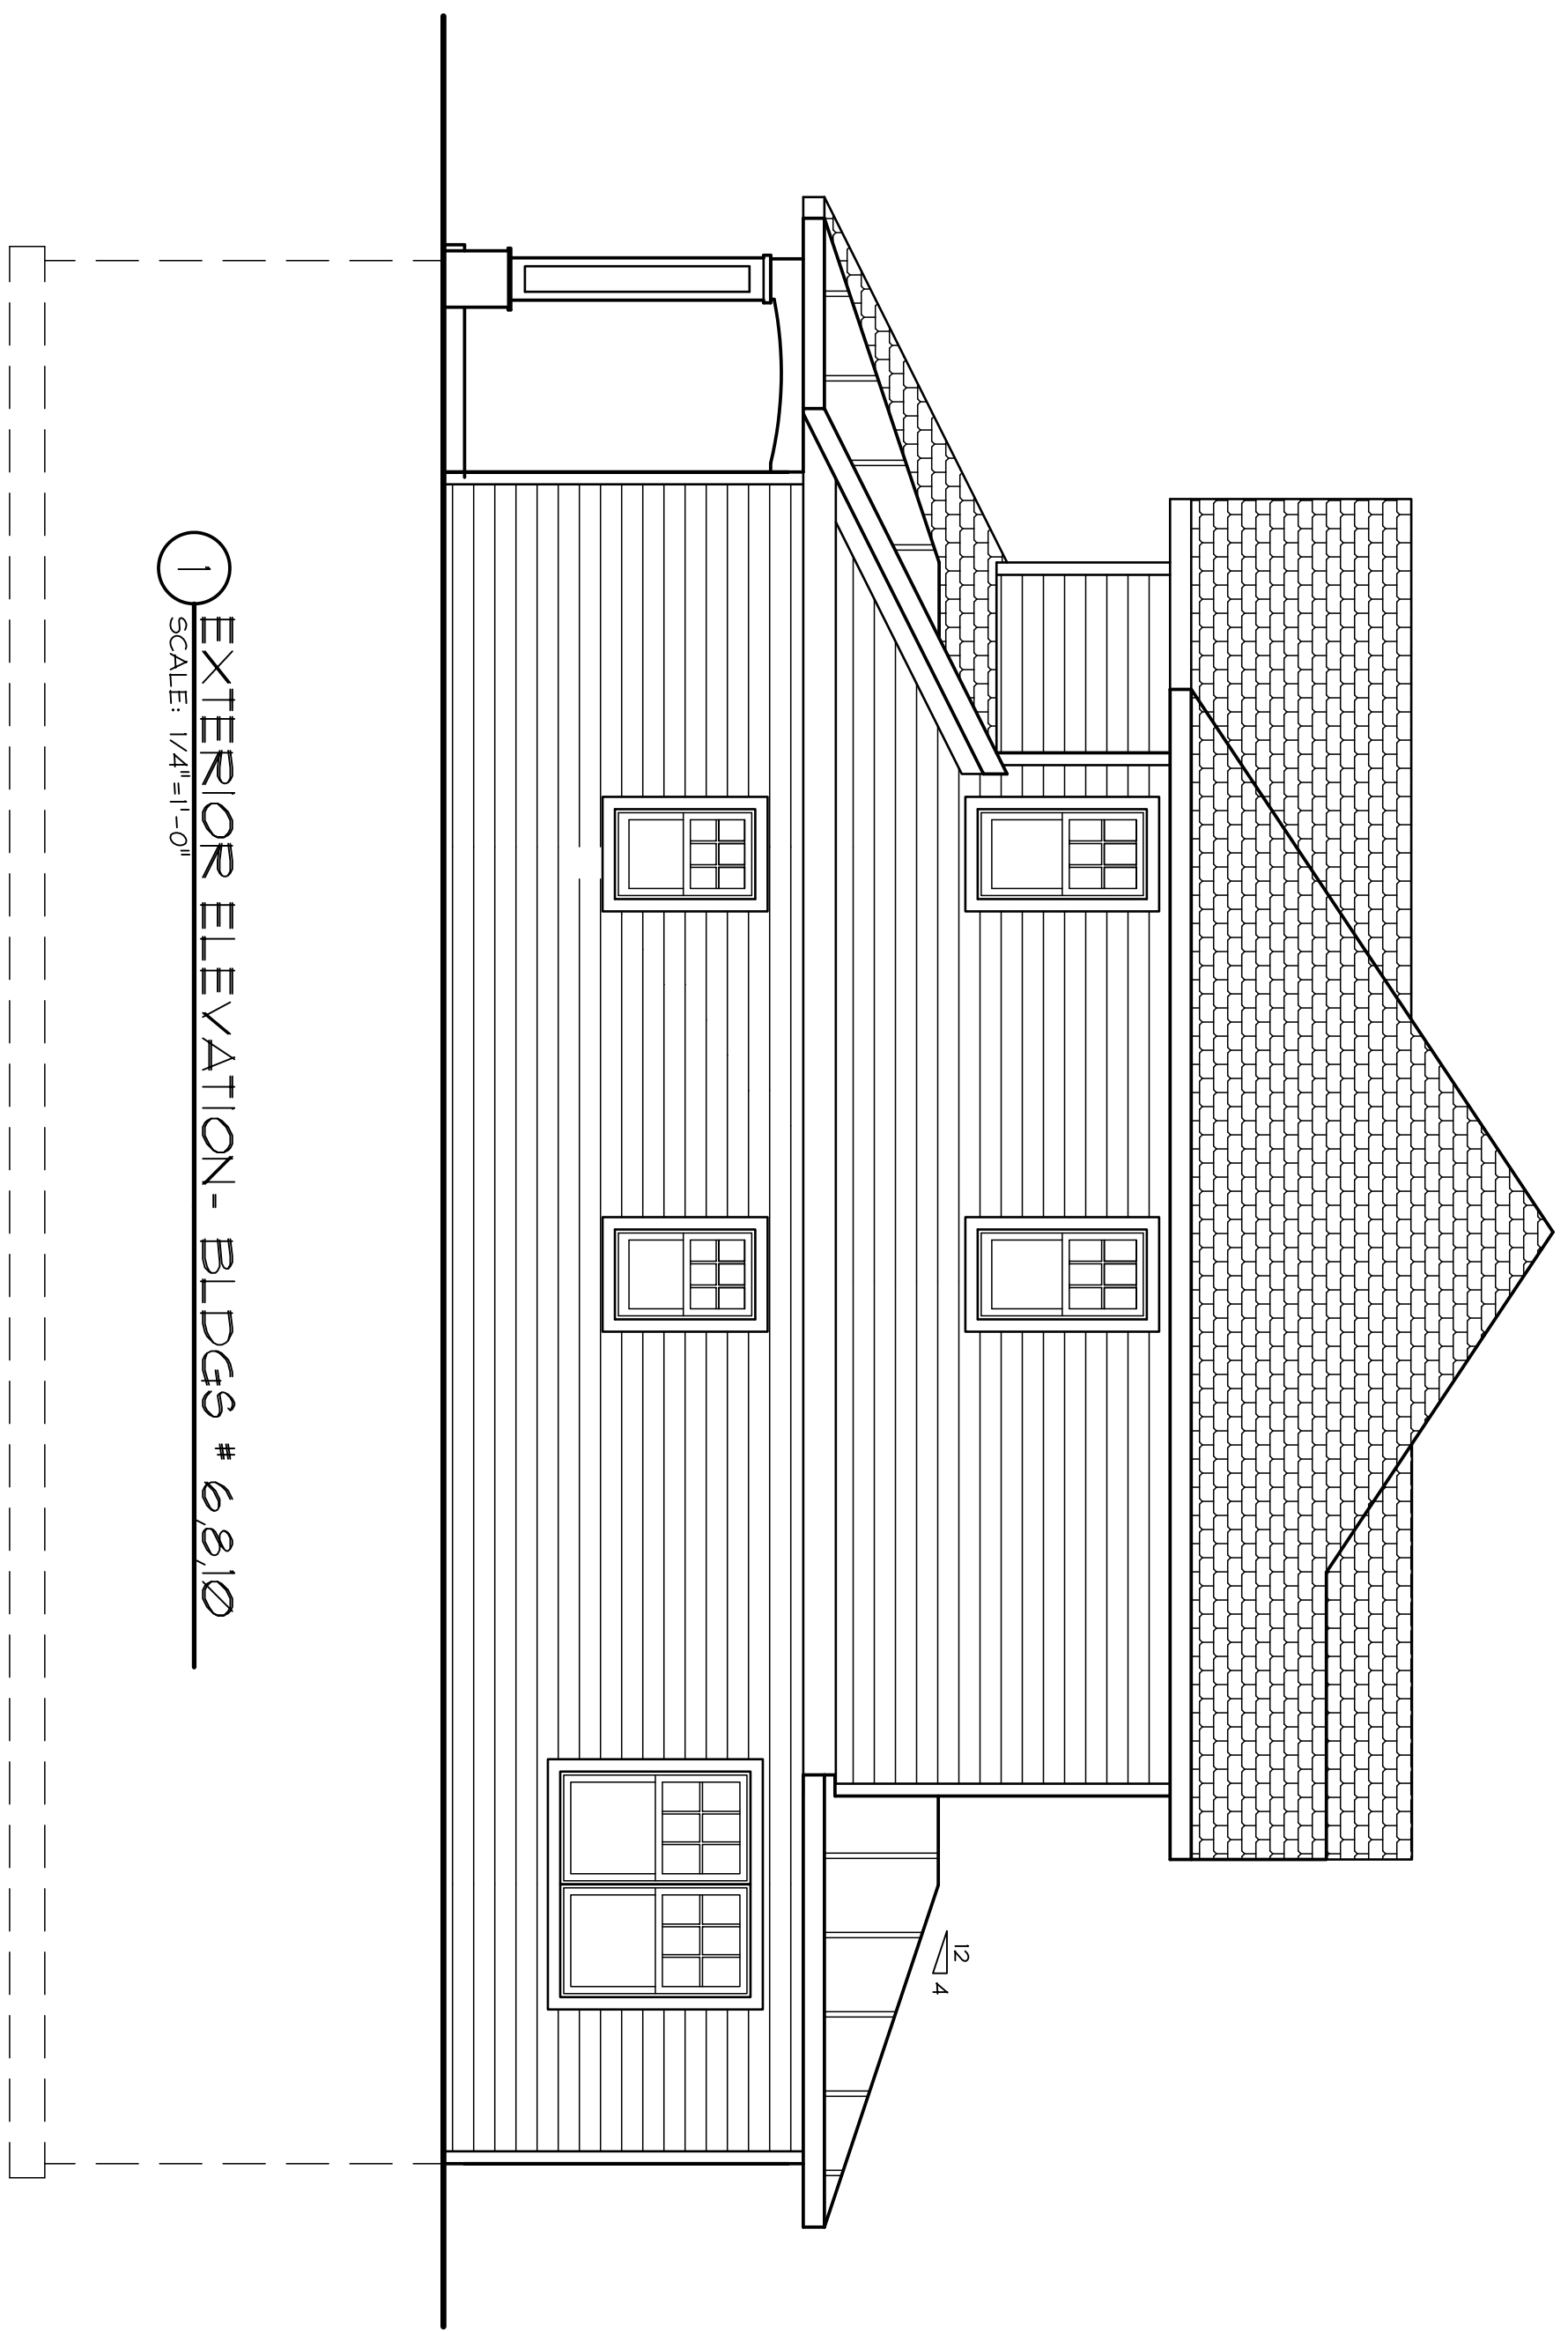 12
4
1
EXTERIOR ELEVATION- BLDGS # 6,8,10
SCALE: 1/4"=1'-0"